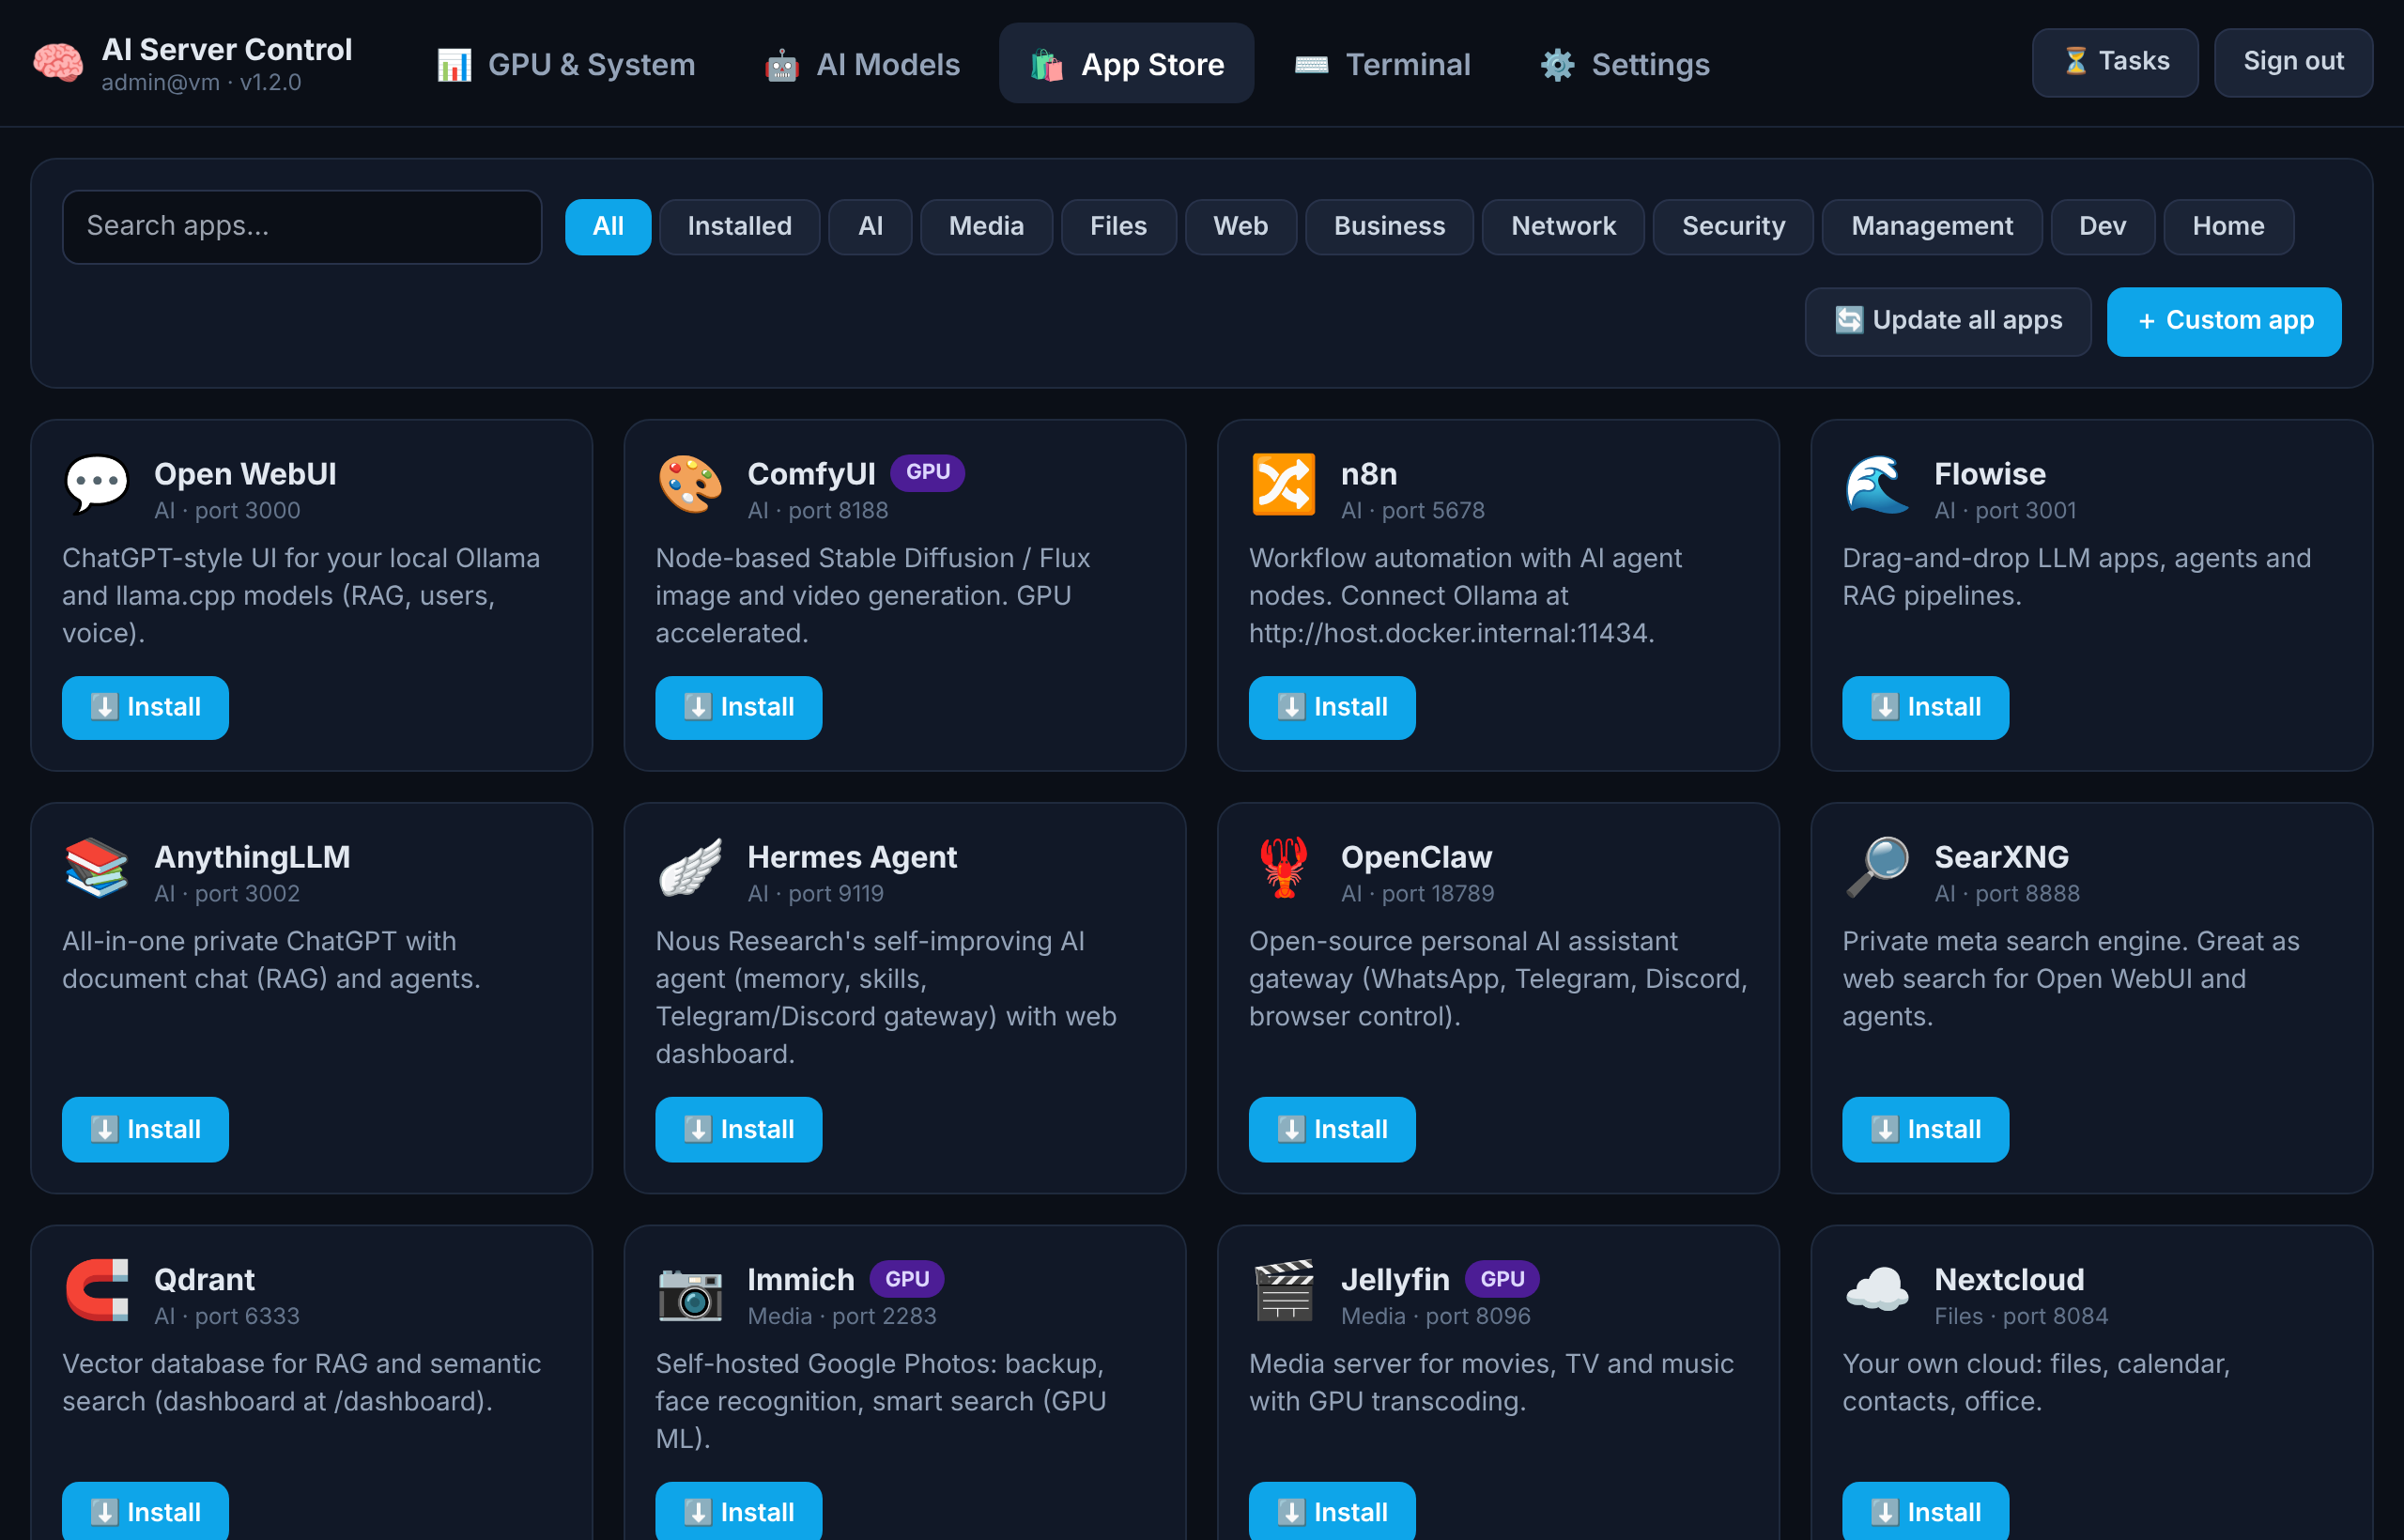 AI Server Control
admin@vm · v1.2.0
GPU & System
AI Models
App Store
Terminal
Settings
Tasks
Sign out
Search apps...
All
Installed
AI
Media
Files
Web
Business
Network
Security
Management
Dev
Home
Update all apps
+ Custom app
Open WebUI
AI · port 3000
ChatGPT-style UI for your local Ollama
and llama.cpp models (RAG, users,
voice).
Install
ComfyUI GPU
AI · port 8188
Node-based Stable Diffusion / Flux
image and video generation. GPU
accelerated.
Install
n8n
AI · port 5678
Workflow automation with AI agent
nodes. Connect Ollama at
http://host.docker.internal:11434.
Install
Flowise
AI · port 3001
Drag-and-drop LLM apps, agents and
RAG pipelines.
Install
AnythingLLM
AI · port 3002
All-in-one private ChatGPT with
document chat (RAG) and agents.
Install
Hermes Agent
AI · port 9119
Nous Research's self-improving AI
agent (memory, skills,
Telegram/Discord gateway) with web
dashboard.
Install
OpenClaw
AI · port 18789
Open-source personal AI assistant
gateway (WhatsApp, Telegram, Discord,
browser control).
Install
SearXNG
AI · port 8888
Private meta search engine. Great as
web search for Open WebUI and
agents.
Install
Qdrant
AI · port 6333
Vector database for RAG and semantic
search (dashboard at /dashboard).
Install
Immich GPU
Media · port 2283
Self-hosted Google Photos: backup,
face recognition, smart search (GPU
ML).
Install
Jellyfin GPU
Media · port 8096
Media server for movies, TV and music
with GPU transcoding.
Install
Nextcloud
Files · port 8084
Your own cloud: files, calendar,
contacts, office.
Install